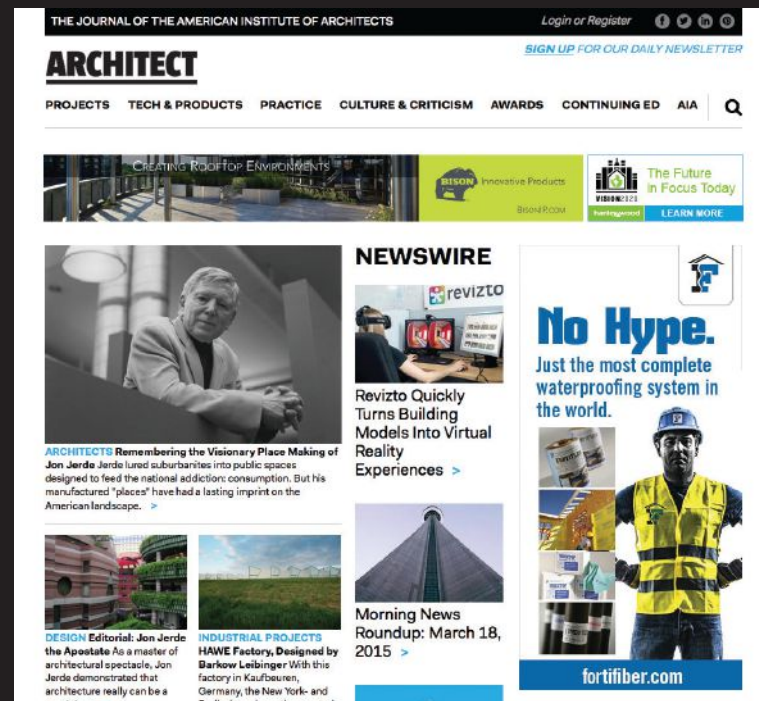 THE JOURNAL OF THE AMERICAN INSTITUTE OF ARCHITECTS
Login or Register
SIGN UP FOR OUR DAILY NEWSLETTER
ARCHITECT
PROJECTS TECH & PRODUCTS PRACTICE CULTURE & CRITICISM AWARDS CONTINUING ED AIA
CREATING ROOFTOP ENVIRONMENTS
BISON Innovative Products
BISONIP.COM
VISION2020
The Future
In Focus Today
LEARN MORE
ARCHITECTS Remembering the Visionary Place Making of
Jon Jerde Jerde lured suburbanites into public spaces
designed to feed the national addiction: consumption. But his
manufactured "places" have had a lasting imprint on the
American landscape. >
DESIGN Editorial: Jon Jerde
the Apostate As a master of
architectural spectacle, Jon
Jerde demonstrated that
architecture really can be a
INDUSTRIAL PROJECTS
HAWE Factory, Designed by
Barkow Leibinger With this
factory in Kaufbeuren,
Germany, the New York- and
NEWSWIRE
revizto
Revizto Quickly
Turns Building
Models Into Virtual
Reality
Experiences >
Morning News
Roundup: March 18,
2015 >
No Hype.
Just the most complete
waterproofing system in
the world.
fortifiber.com